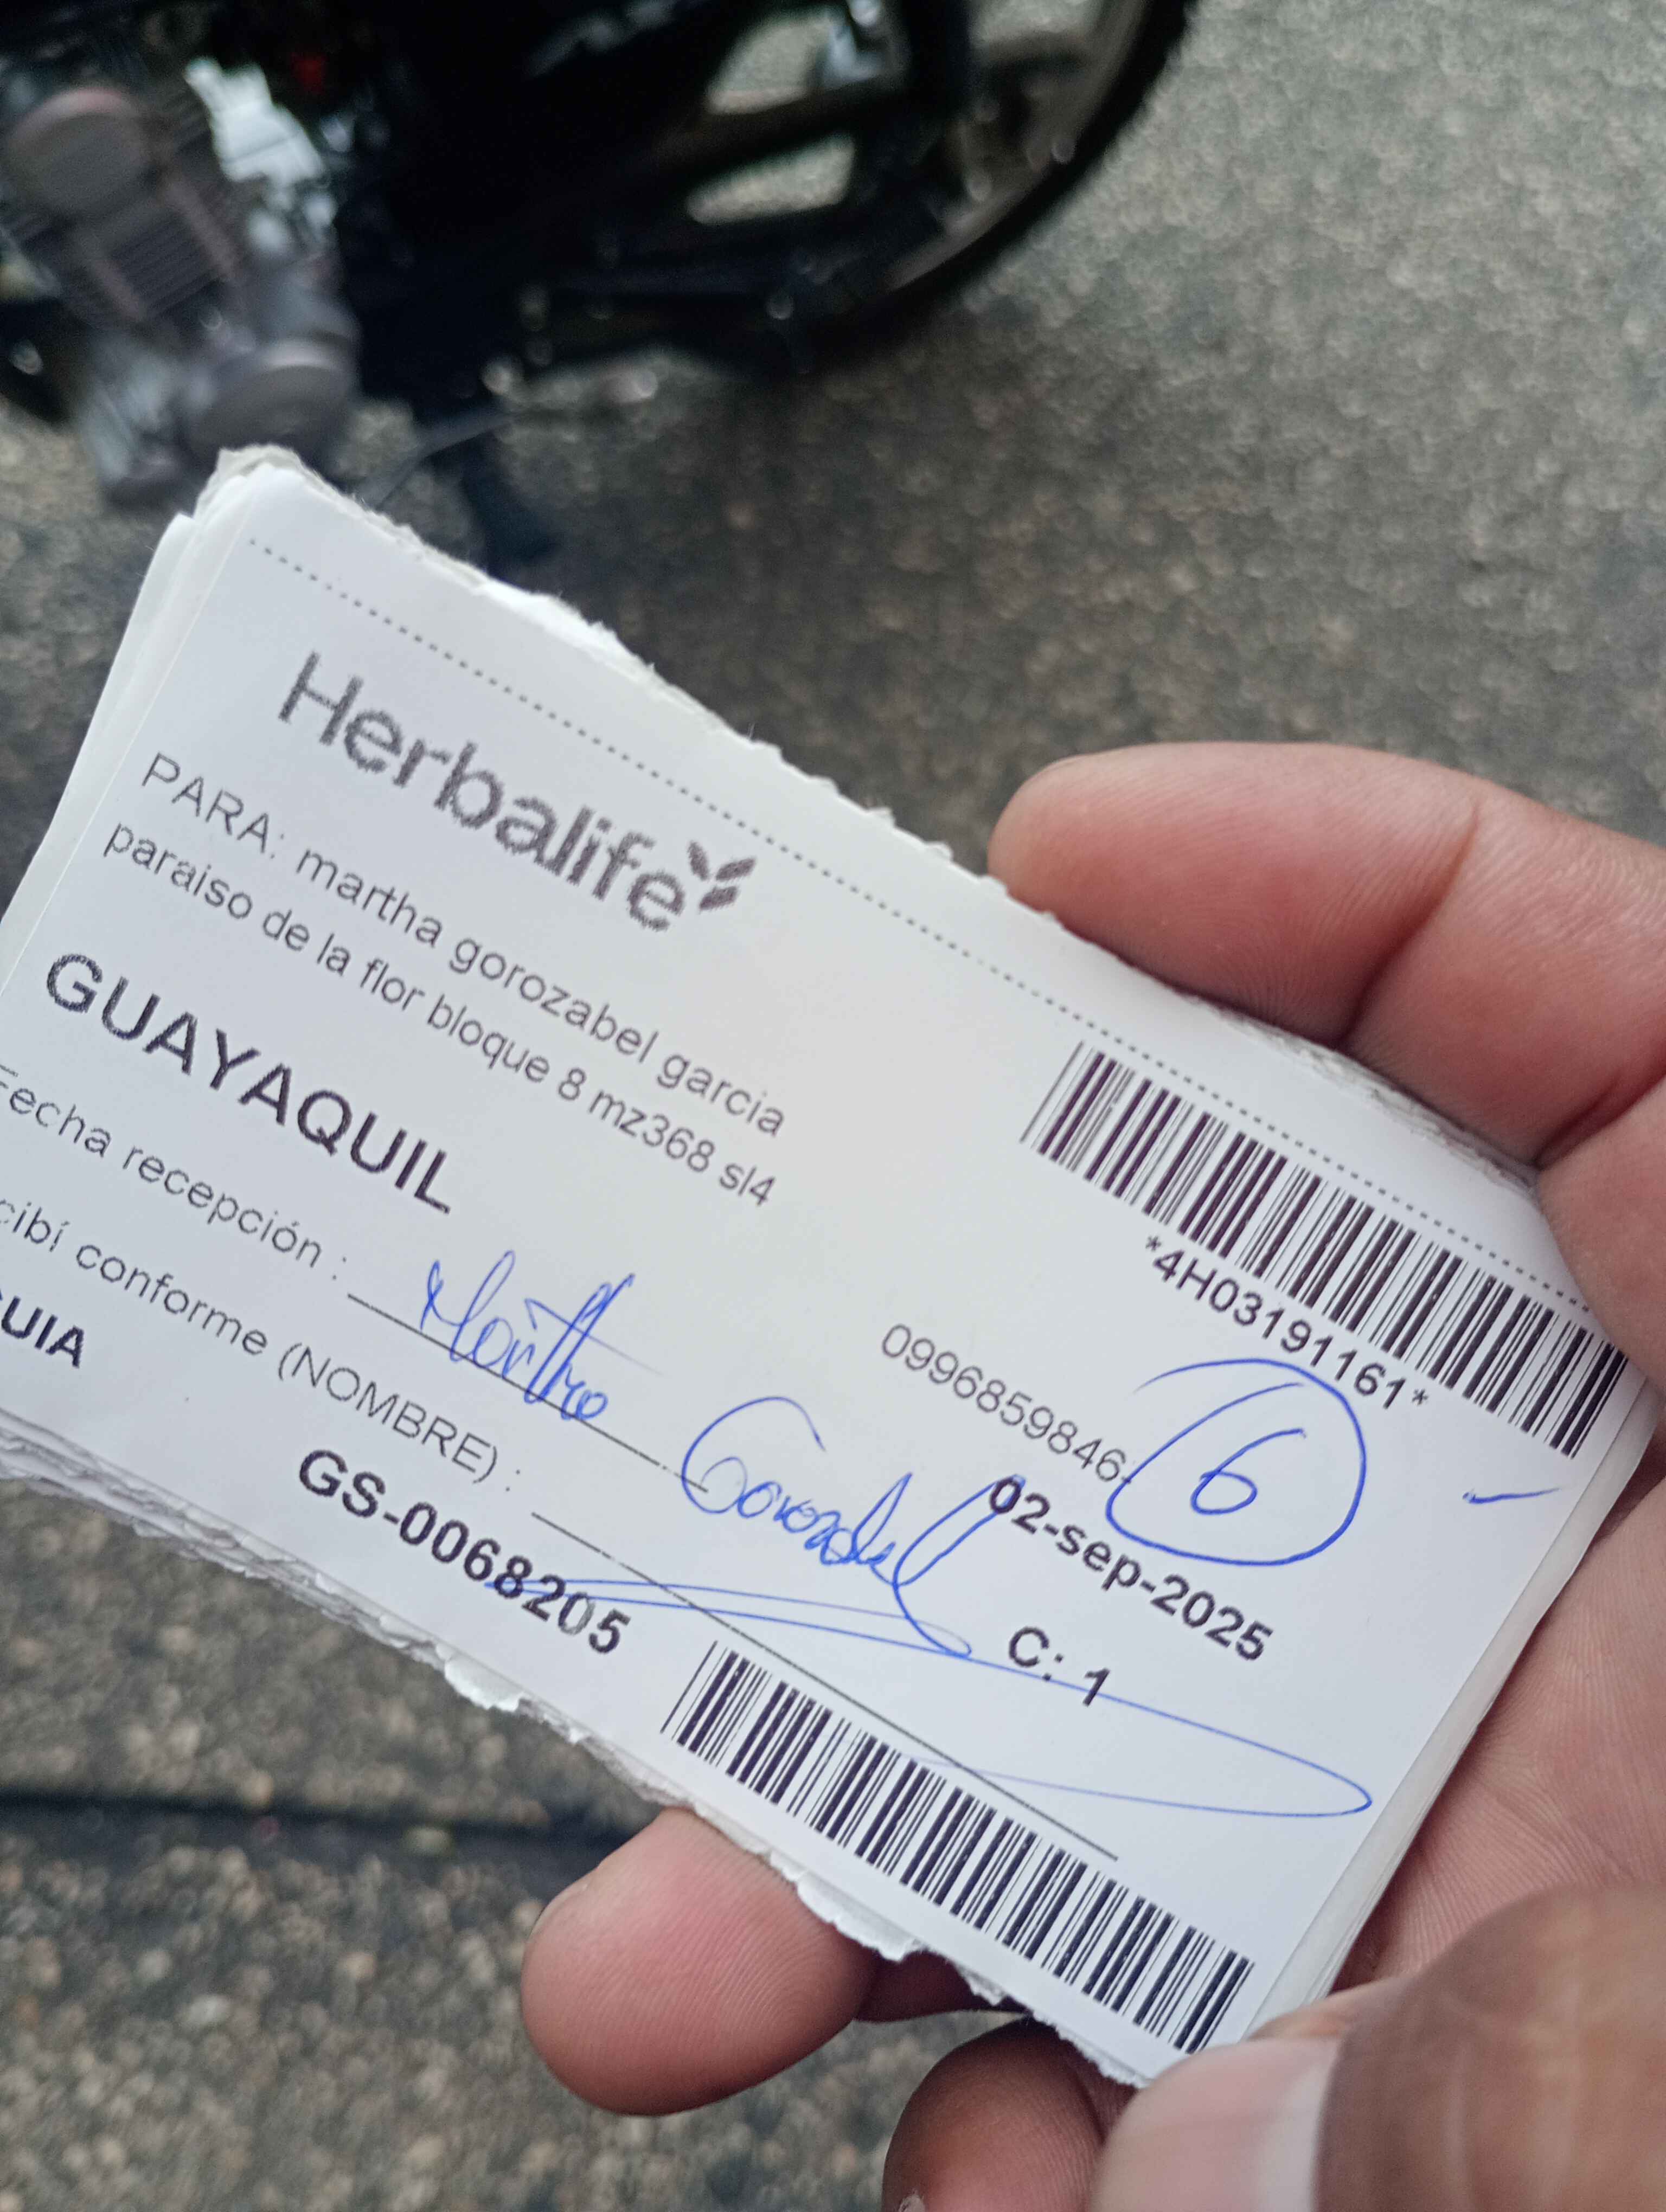 Herbalife
PARA: martha gorozabel garcia
paraiso de la flor bloque 8 mz368 sl4
GUAYAQUIL
*4H03191161*
0996859846-
6
Fecha recepción :
Martha Gorozabel
02-sep-2025
cibí conforme (NOMBRE) :
C: 1
UIA
GS-0068205